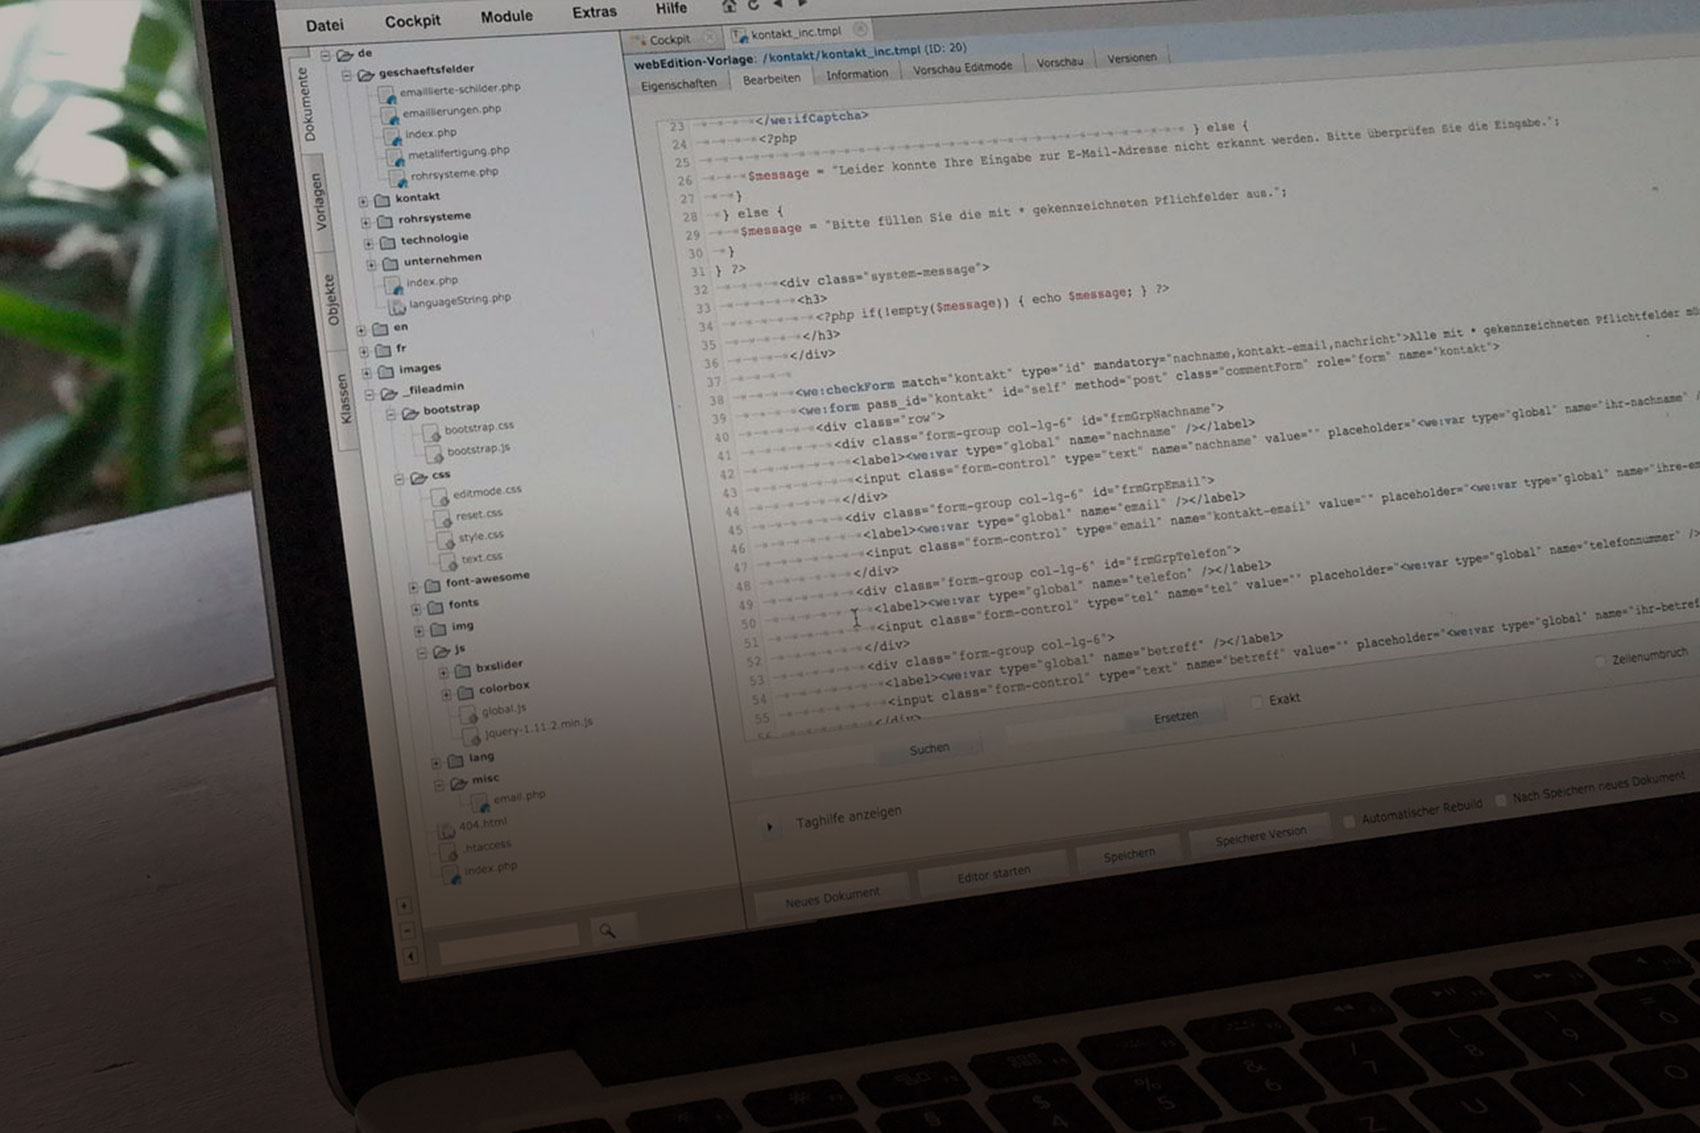 Datei Cockpit Module Extras Hilfe
Dokumente
Vorlagen
Objekte
Klassen
de
geschaeftsfelder
emaillierte-schilder.php
emaillierungen.php
index.php
metallfertigung.php
rohrsysteme.php
kontakt
rohrsysteme
technologie
unternehmen
index.php
languageString.php
en
fr
images
_fileadmin
bootstrap
bootstrap.css
bootstrap.js
css
editmode.css
reset.css
style.css
text.css
font-awesome
fonts
img
js
bxslider
colorbox
global.js
jquery-1.11.2.min.js
lang
misc
email.php
404.html
.htaccess
index.php
Cockpit kontakt_inc.tmpl
webEdition-Vorlage: /kontakt/kontakt_inc.tmpl (ID: 20)
Eigenschaften Bearbeiten Information Vorschau Editmode Vorschau Versionen
23 </we:ifCaptcha>
24 <?php
25 } else {
26 $message = "Leider konnte Ihre Eingabe zur E-Mail-Adresse nicht erkannt werden. Bitte überprüfen Sie die Eingabe.";
27 }
28 } else {
29 $message = "Bitte füllen Sie die mit * gekennzeichneten Pflichfelder aus.";
30 }
31 } ?>
32 <div class="system-message">
33 <h3>
34 <?php if(!empty($message)) { echo $message; } ?>
35 </h3>
36 </div>
37
38 <we:checkForm match="kontakt" type="id" mandatory="nachname,kontakt-email,nachricht">Alle mit * gekennzeichneten Pflichtfelder
39 <we:form pass_id="kontakt" id="self" method="post" class="commentForm" role="form" name="kontakt">
40 <div class="row">
41 <div class="form-group col-lg-6" id="frmGrpNachname">
42 <label><we:var type="global" name="nachname" /></label>
43 <input class="form-control" type="text" name="nachname" value="" placeholder="<we:var type="global" name="ihr-nachname" /
44 </div>
45 <div class="form-group col-lg-6" id="frmGrpEmail">
46 <label><we:var type="global" name="email" /></label>
47 <input class="form-control" type="email" name="kontakt-email" value="" placeholder="<we:var type="global" name="ihre-em
48 </div>
49 <div class="form-group col-lg-6" id="frmGrpTelefon">
50 <label><we:var type="global" name="telefon" /></label>
51 <input class="form-control" type="tel" name="tel" value="" placeholder="<we:var type="global" name="telefonnummer" />
52 </div>
53 <div class="form-group col-lg-6">
54 <label><we:var type="global" name="betreff" /></label>
55 <input class="form-control" type="text" name="betreff" value="" placeholder="<we:var type="global" name="ihr-betref
56 </div>
Suchen Ersetzen Exakt Zeilenumbruch
Taghilfe anzeigen
Neues Dokument Editor starten Speichern Speichere Version Automatischer Rebuild Nach Speichern neues Dokument